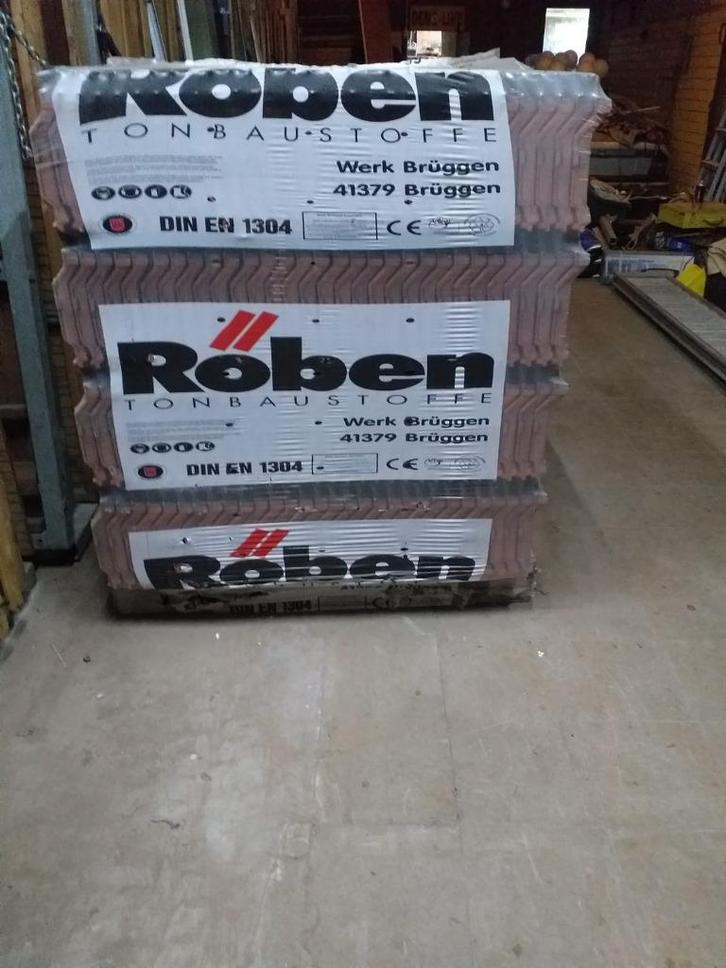 Röben
TONBAUSTOFFE
Werk Brüggen
41379 Brüggen
DIN EN 1304
CE
Röben
TONBAUSTOFFE
Werk Brüggen
41379 Brüggen
DIN EN 1304
CE
Röben
DIN EN 1304